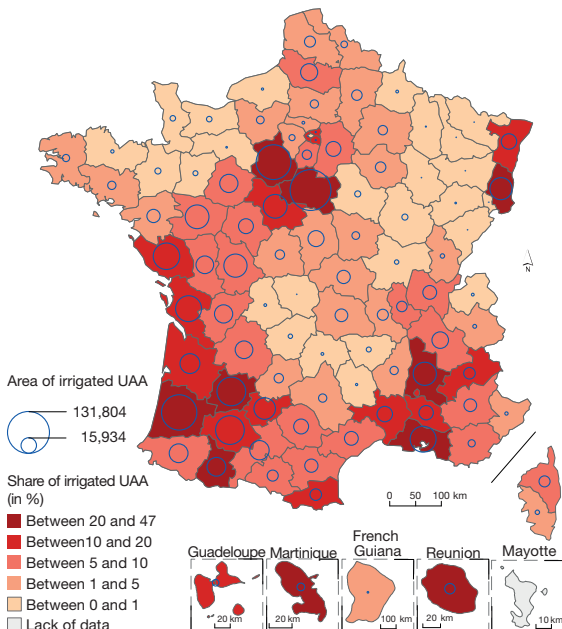 N
Area of irrigated UAA
131,804
15,934
Share of irrigated UAA
(in %)
Between 20 and 47
Between10 and 20
Between 5 and 10
Between 1 and 5
Between 0 and 1
Lack of data
0 50 100 km
Guadeloupe
20 km
Martinique
20 km
French
Guiana
100 km
Reunion
20 km
Mayotte
10km